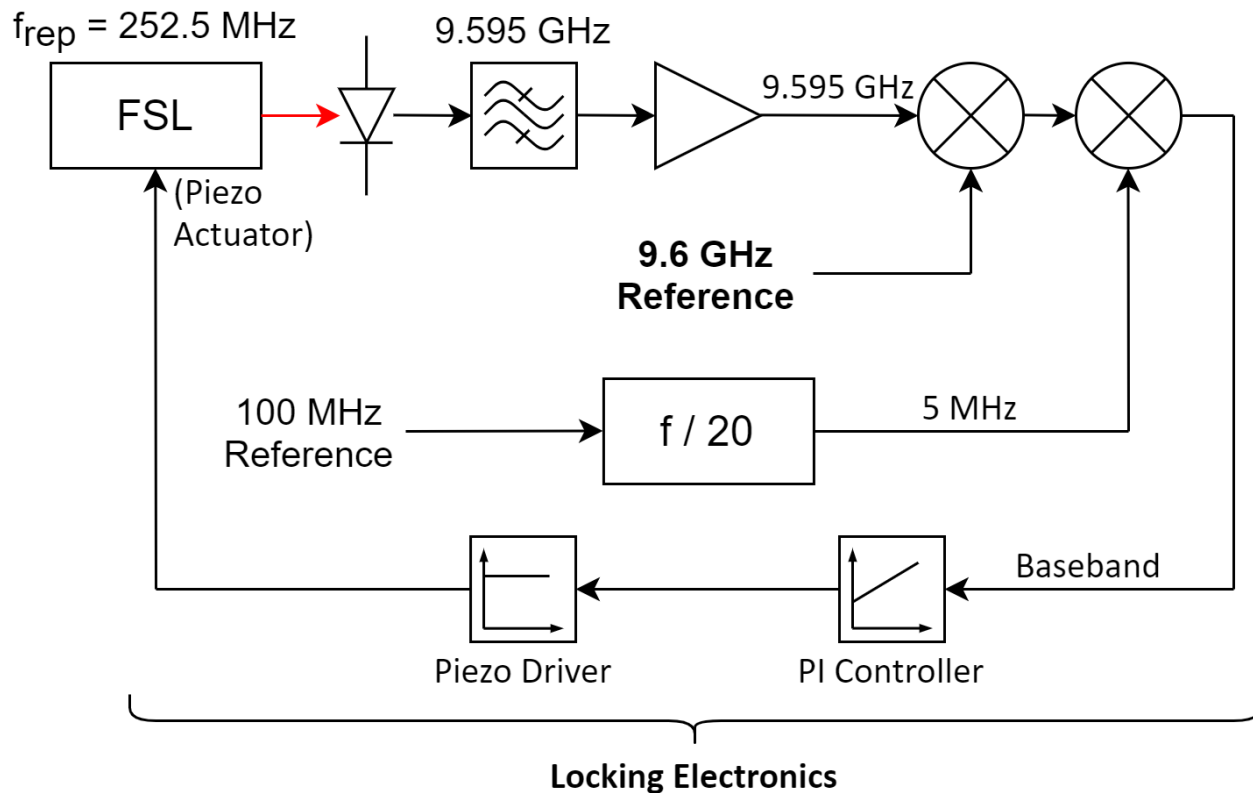 frep = 252.5 MHz
9.595 GHz
FSL
9.595 GHz
(Piezo
Actuator)
9.6 GHz
Reference
100 MHz
Reference
f / 20
5 MHz
Baseband
Piezo Driver
PI Controller
Locking Electronics